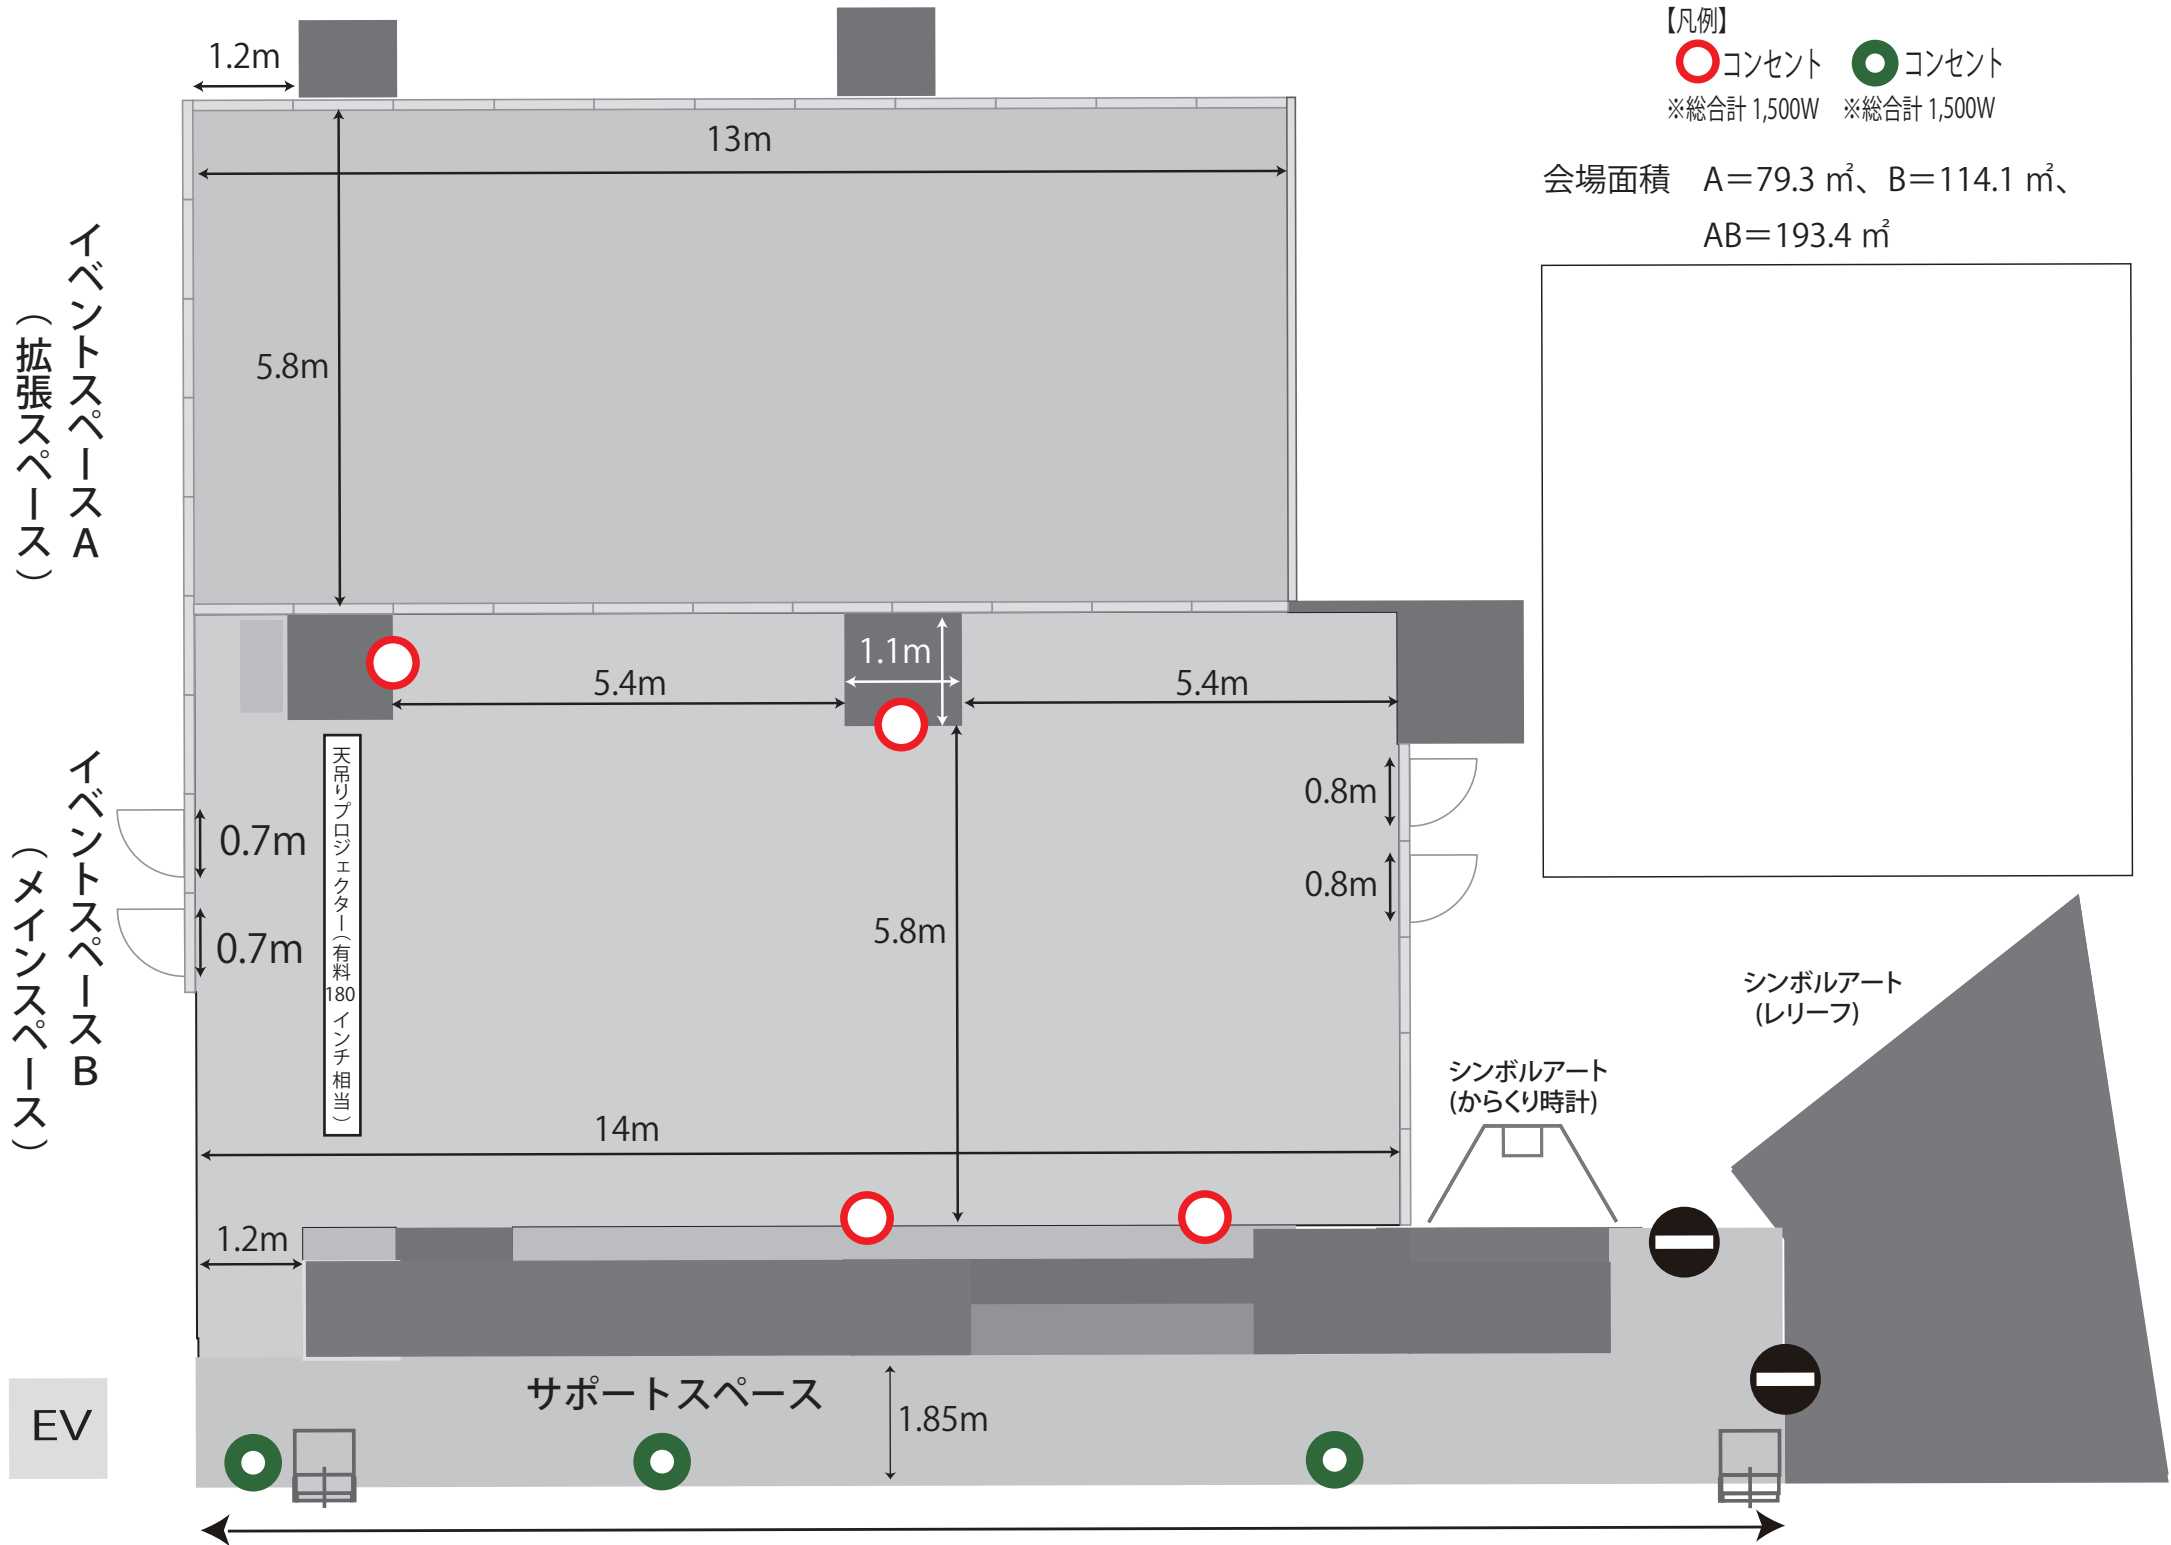 【凡例】
コンセント
コンセント
※総合計 1,500W
※総合計 1,500W
会場面積　A＝79.3 ㎡、B＝114.1 ㎡、
AB＝193.4 ㎡
1.2m
13m
5.8m
イベントスペース A
（拡張スペース）
1.1m
5.4m
5.4m
天吊りプロジェクター（有料 180 インチ 相当）
0.7m
0.7m
0.8m
0.8m
5.8m
イベントスペース B
（メインスペース）
14m
1.2m
シンボルアート
(レリーフ)
シンボルアート
(からくり時計)
サポートスペース
1.85m
EV